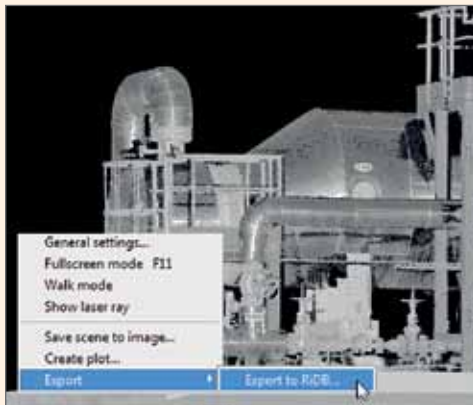 General settings...
Fullscreen mode F11
Walk mode
Show laser ray
Save scene to image...
Create plot...
Export
Export to RiDB...